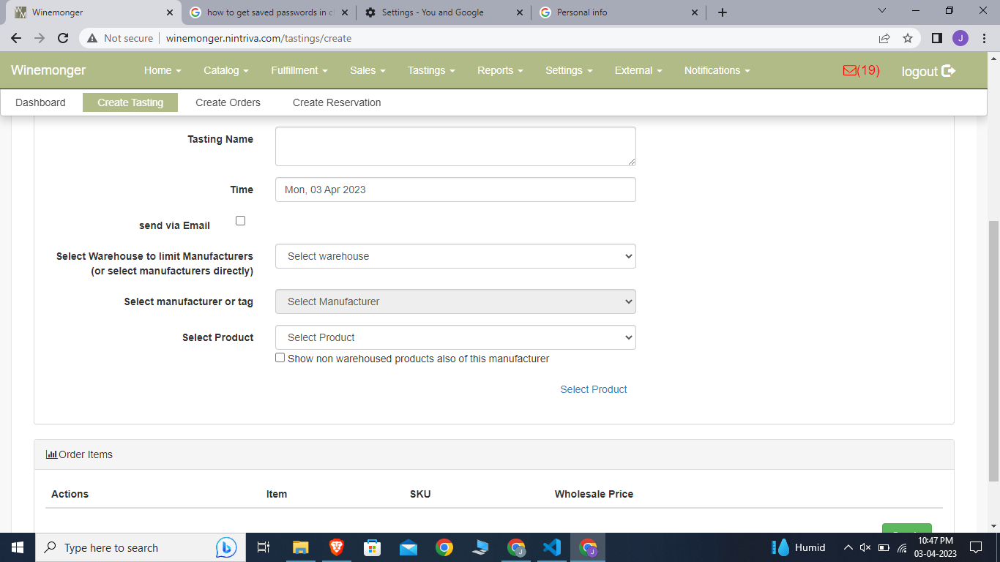 Winemonger
how to get saved passwords in c
Settings - You and Google
Personal info
Not secure
winemonger.nintriva.com/tastings/create
J
Winemonger
Home
Catalog
Fulfillment
Sales
Tastings
Reports
Settings
External
Notifications
(19)
logout
Dashboard
Create Tasting
Create Orders
Create Reservation
Tasting Name
Time
Mon, 03 Apr 2023
send via Email
Select Warehouse to limit Manufacturers
(or select manufacturers directly)
Select warehouse
Select manufacturer or tag
Select Manufacturer
Select Product
Select Product
Show non warehoused products also of this manufacturer
Select Product
Order Items
Actions
Item
SKU
Wholesale Price
Type here to search
J
J
Humid
10:47 PM
03-04-2023